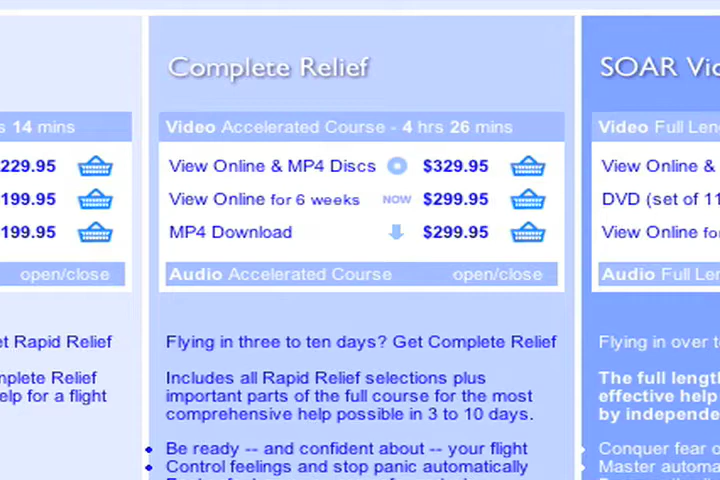 s 14 mins
229.95
199.95
199.95
open/close
et Rapid Relief
mplete Relief
elp for a flight
Complete Relief
Video Accelerated Course - 4 hrs 26 mins
View Online & MP4 Discs $329.95
View Online for 6 weeks NOW $299.95
MP4 Download $299.95
Audio Accelerated Course open/close
Flying in three to ten days? Get Complete Relief
Includes all Rapid Relief selections plus
important parts of the full course for the most
comprehensive help possible in 3 to 10 days.
Be ready -- and confident about -- your flight
Control feelings and stop panic automatically
SOAR Vid
Video Full Len
View Online &
DVD (set of 11
View Online for
Audio Full Len
Flying in over t
The full length
effective help
by independe
Conquer fear o
Master automa